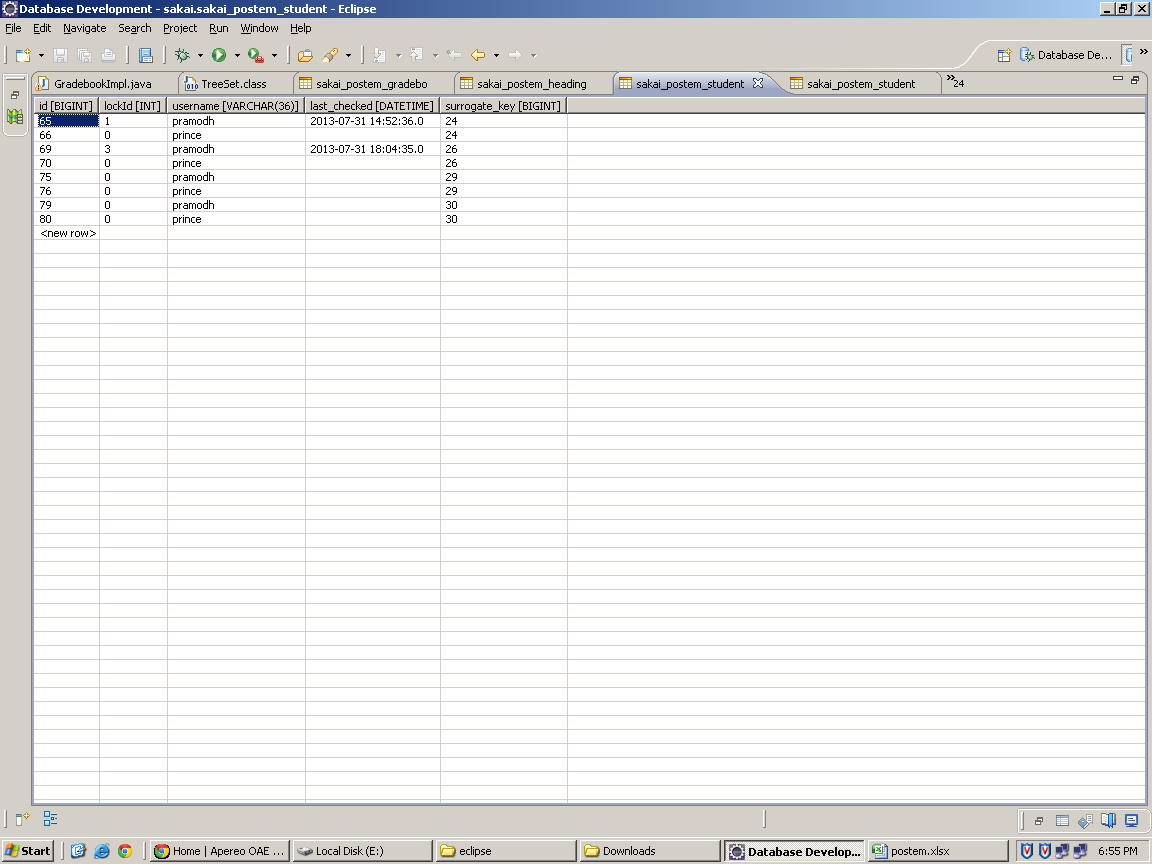 Database Development - sakai.sakai_postem_student - Eclipse
File Edit Navigate Search Project Run Window Help
Database De...
GradebookImpl.java TreeSet.class sakai_postem_gradebo sakai_postem_heading sakai_postem_student sakai_postem_student »24
id [BIGINT] lockId [INT] username [VARCHAR(36)] last_checked [DATETIME] surrogate_key [BIGINT]
65 1 pramodh 2013-07-31 14:52:36.0 24
66 0 prince 24
69 3 pramodh 2013-07-31 18:04:35.0 26
70 0 prince 26
75 0 pramodh 29
76 0 prince 29
79 0 pramodh 30
80 0 prince 30
<new row>
Start Home | Apereo OAE ... Local Disk (E:) eclipse Downloads Database Develop... postem.xlsx 6:55 PM